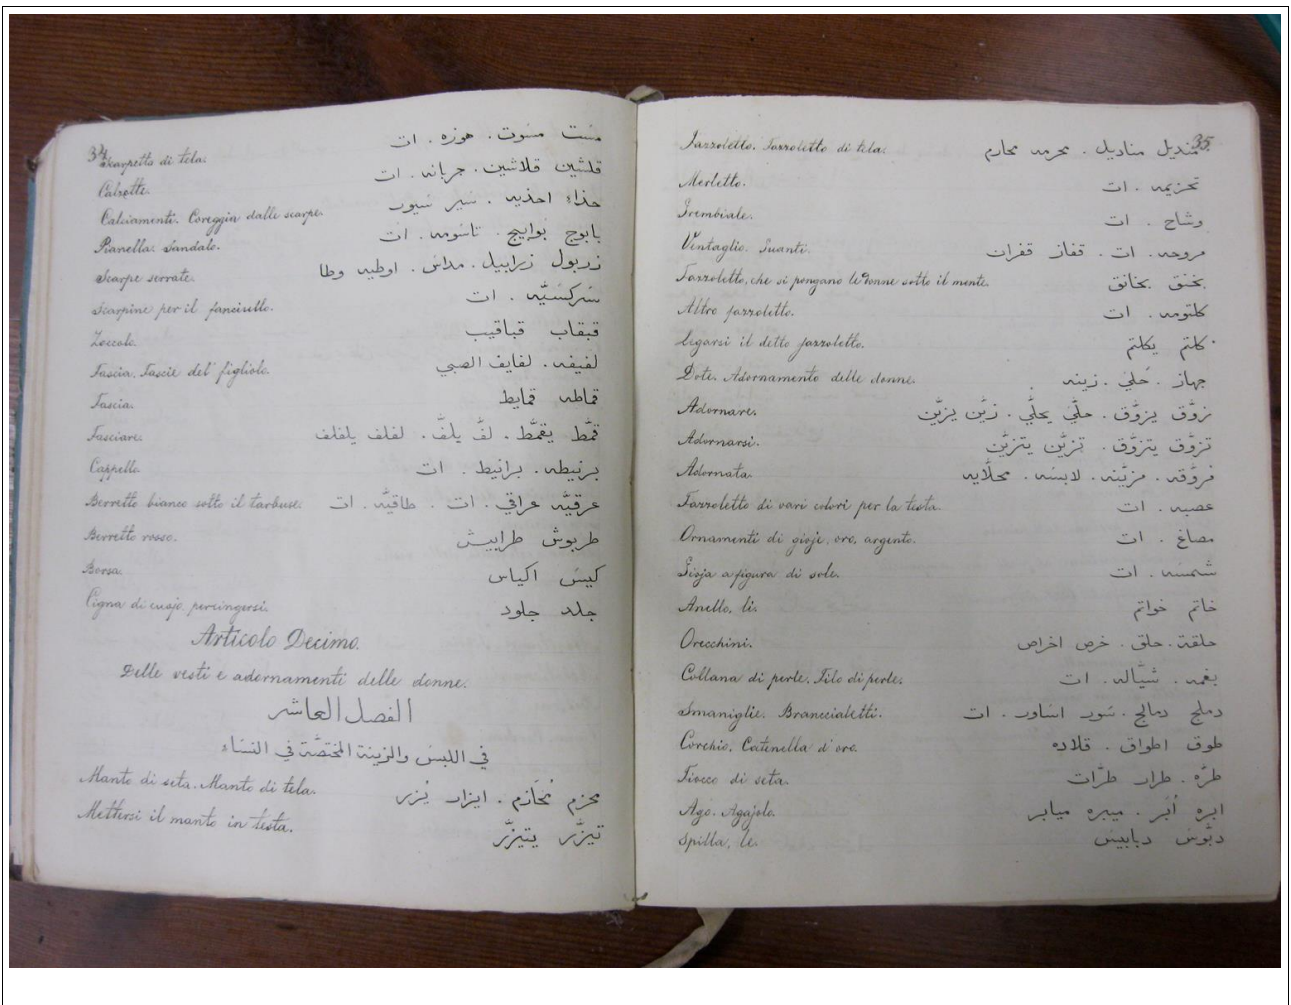 34
Scarpetta di tela. مست مسوت. هوزه. ات
Calzette. قلشين قلاشين. جربانه. ات
Calciamenti. Coreggia dalle scarpe. حذاء احذيه. سير سيور
Pianella. Sandalo. بابوج بوابيج. تاسومه. ات
Scarpe serrate. زربول زرابيل. مداس. اوطيه وطا
Scarpine per il fanciullo. سركسيّه. ات
Zoccolo. قبقاب قباقيب
Fascia. Fascie del figliolo. لفيفه. لفايف الصبي
Fascia. قماطه قمايط
Fasciare. قمّط يقمّط. لفّ يلفّ. لفلف يلفلف
Cappello. برنيطه. برانيط. ات
Berretto bianco sotto il tarbuse. عرقيّه عراقي. ات. طاقيّه. ات
Berretto rosso. طربوش طرابيش
Borsa. كيس اكياس
Cigna di cuojo percingersi. جلد جلود
Articolo Decimo.
Delle vesti e adornamenti delle donne.
الفصل العاشر
في اللبس والزينة المختصّة في النساء
Manto di seta. Manto di tela. محزم محازم. ايزار يزر
Mettersi il manto in testa. تيزّر يتيزّر
35
Fazzoletto. Fazzoletto di tela. منديل مناديل. محرمه محارم
Merletto. تخريمه. ات
Grembiale. وشاح. ات
Ventaglio. Guanti. مروحه. ات. قفاز قفزات
Fazzoletto, che si pongano le donne sotto il mento. بخنق بخانق
Altro fazzoletto. كلتومه. ات
Legarsi il detto fazzoletto. كلتم يكلتم
Dote. Adornamento delle donne. جهاز. حلي. زينه
Adornare. زوّق يزوّق. حلّي يحلّي. زيّن يزيّن
Adornarsi. تزوّق يتزوّق. تزيّن يتزيّن
Adornata. مزوّقه. مزيّنه. لابسه. محلّايه
Fazzoletto di vari colori per la testa. عصبه. ات
Ornamenti di gioje, oro, argento. مصاغ. ات
Gioja a figura di sole. شمسه. ات
Anello, li. خاتم خواتم
Orecchini. حلقة. حلق. خرص اخراص
Collana di perle. Filo di perle. بغمه. شيّاله. ات
Smaniglie. Branccialetti. دملج دمالج. سور اساور. ات
Cerchio. Catenella d'oro. طوق اطواق. قلاده
Fiocco di seta. طرّه. طرار طرّات
Ago. Agajolo. ابره أبر. ميبره ميابر
Spilla, le. دبّوس دبابيس